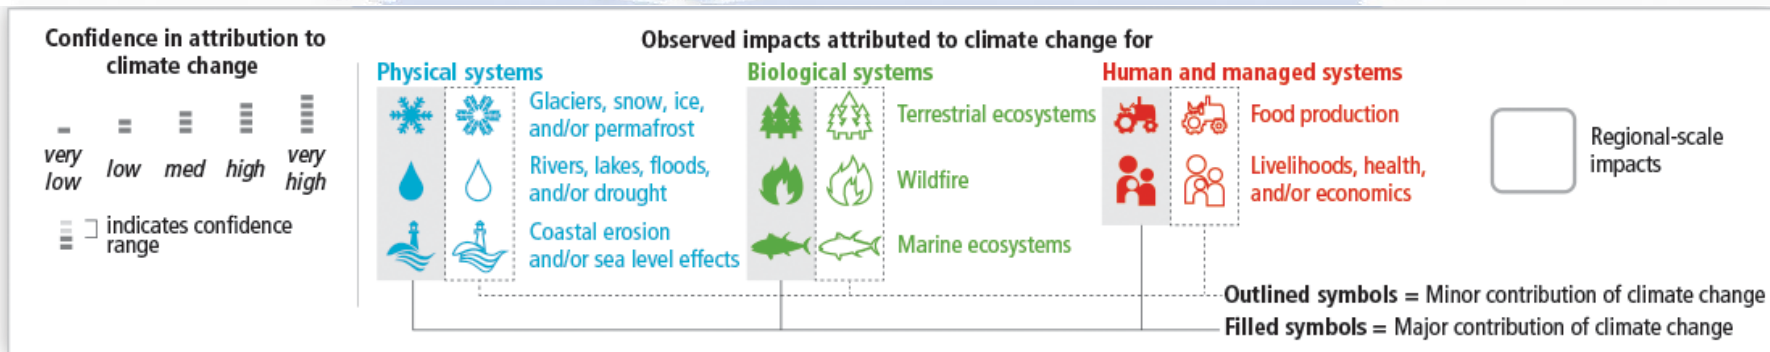 Confidence in attribution to
climate change
very
low
low
med
high
very
high
indicates confidence
range
Observed impacts attributed to climate change for
Physical systems
Glaciers, snow, ice,
and/or permafrost
Rivers, lakes, floods,
and/or drought
Coastal erosion
and/or sea level effects
Biological systems
Terrestrial ecosystems
Wildfire
Marine ecosystems
Human and managed systems
Food production
Livelihoods, health,
and/or economics
Regional-scale
impacts
Outlined symbols = Minor contribution of climate change
Filled symbols = Major contribution of climate change